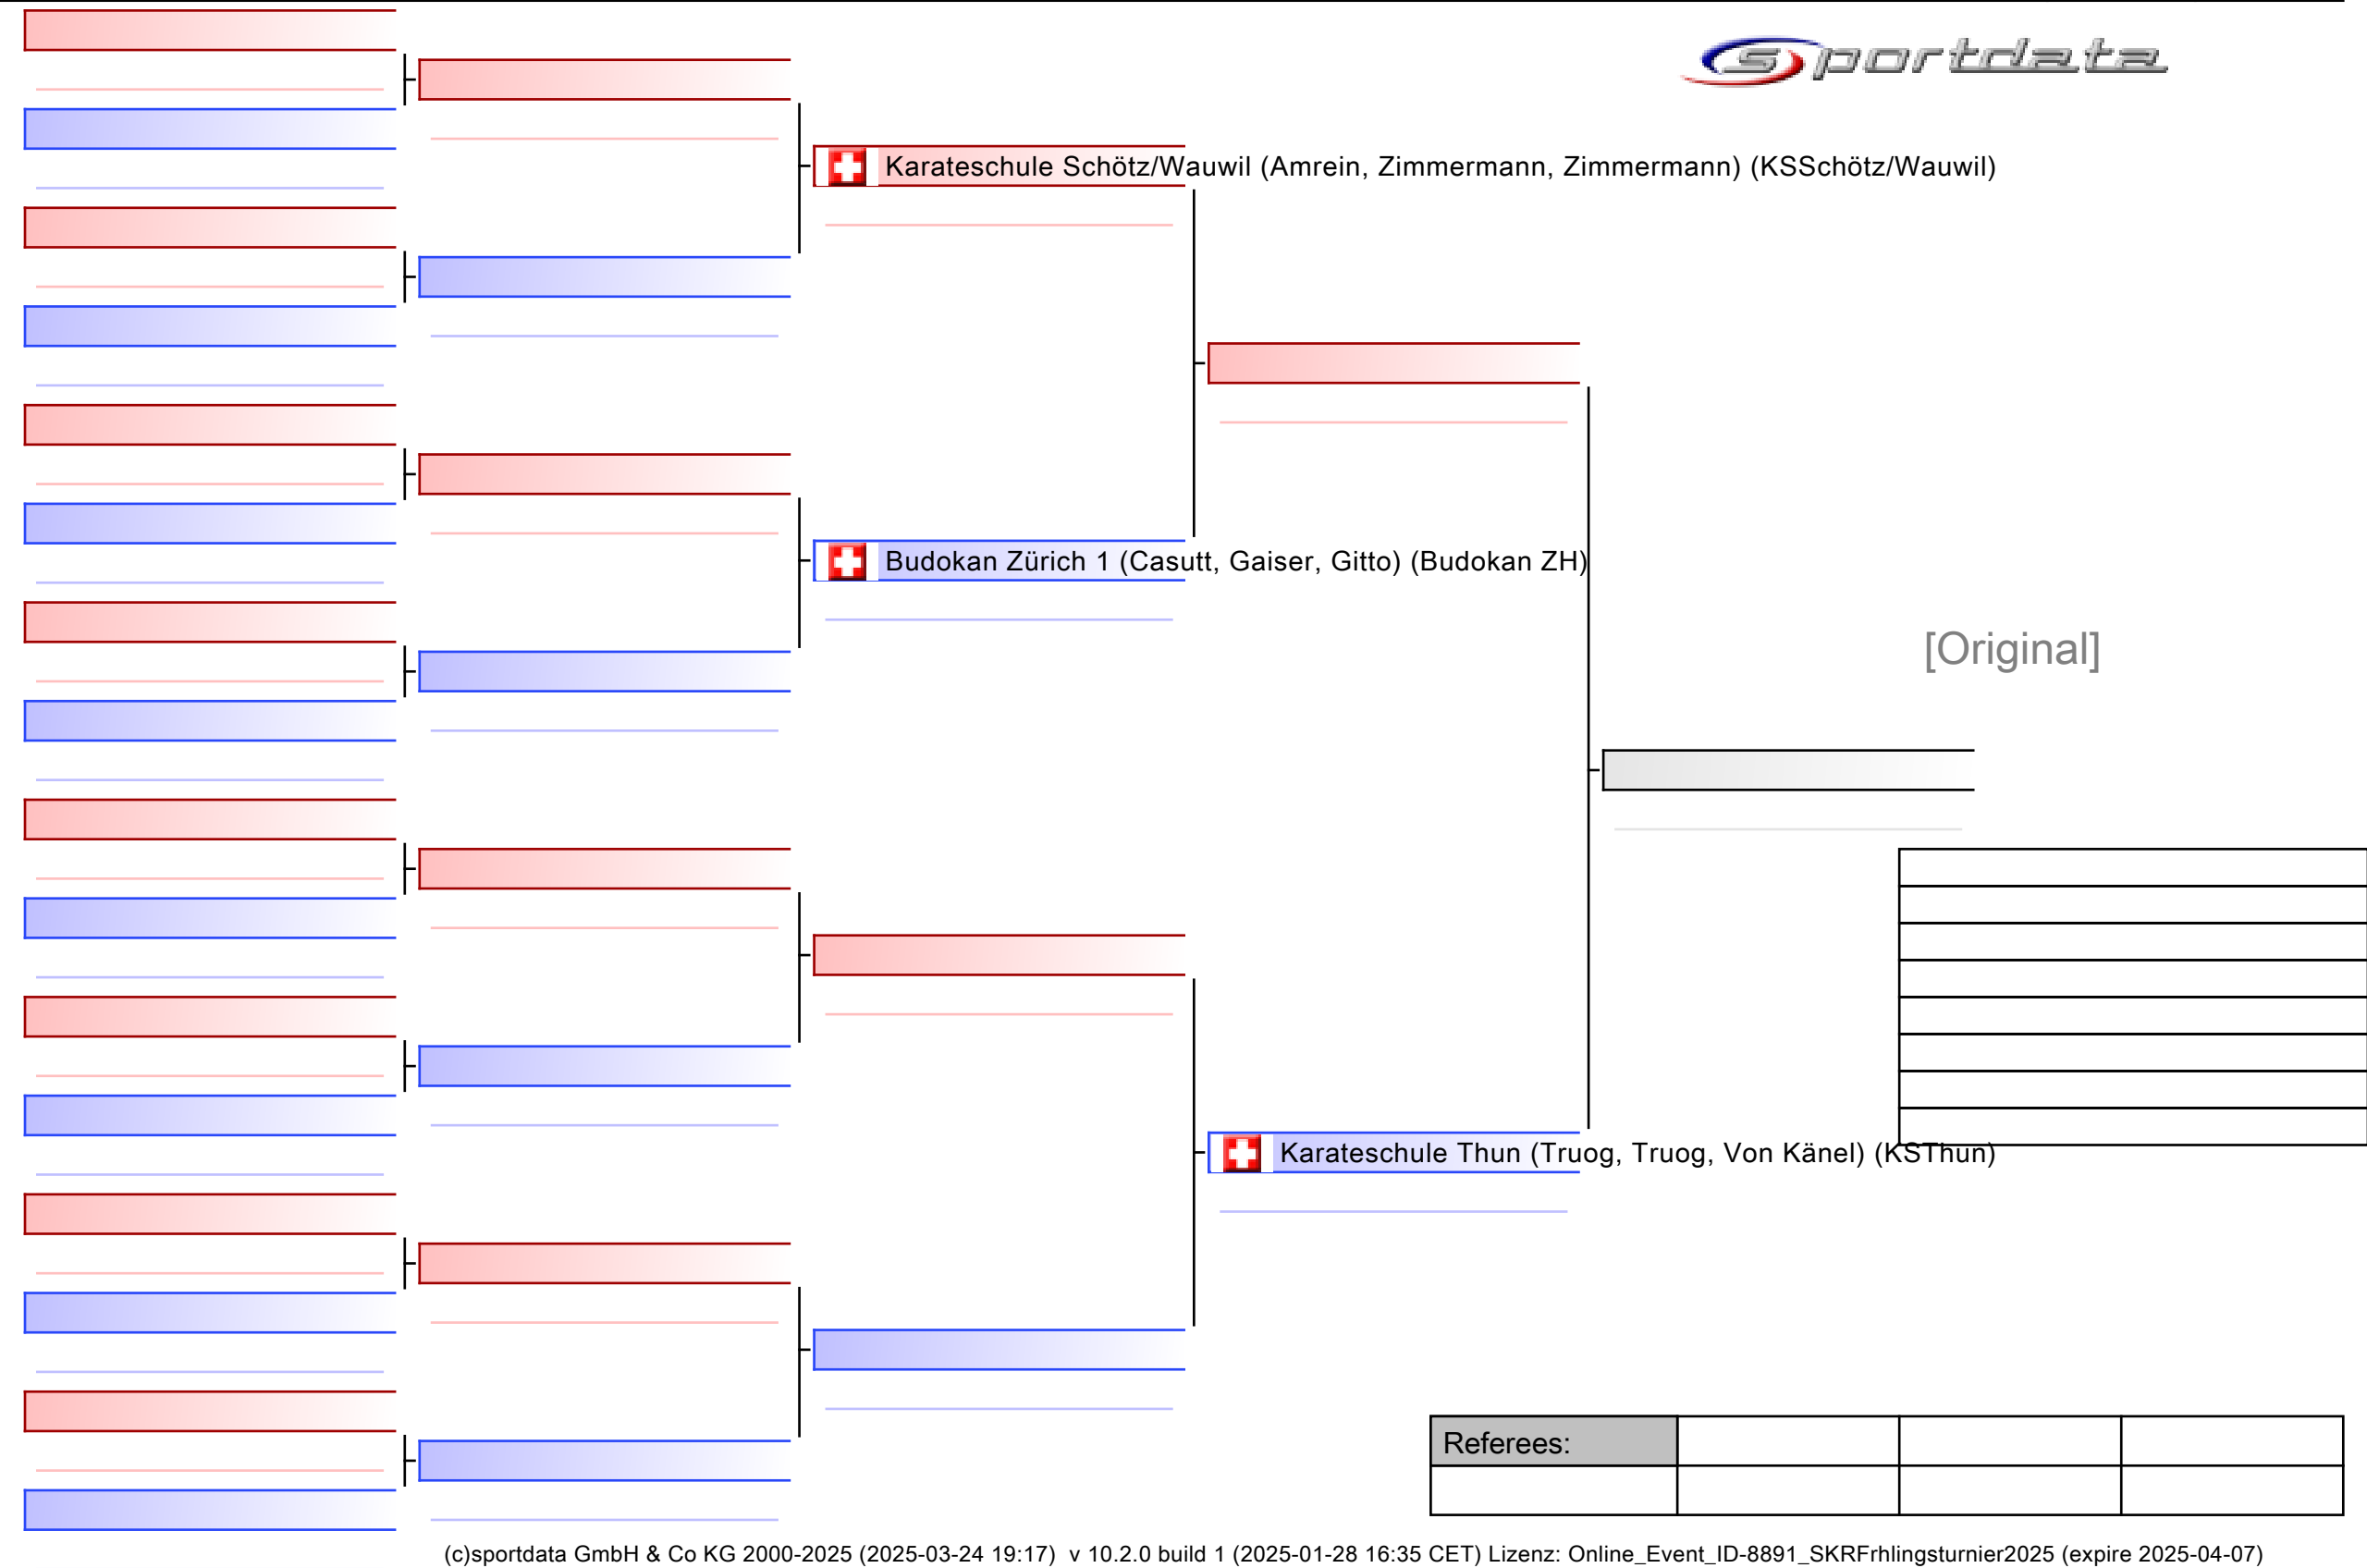 sportdata
Karateschule Schötz/Wauwil (Amrein, Zimmermann, Zimmermann) (KSSchötz/Wauwil)
Budokan Zürich 1 (Casutt, Gaiser, Gitto) (Budokan ZH)
[Original]
Karateschule Thun (Truog, Truog, Von Känel) (KSThun)
Referees:
(c)sportdata GmbH & Co KG 2000-2025 (2025-03-24 19:17) v 10.2.0 build 1 (2025-01-28 16:35 CET) Lizenz: Online_Event_ID-8891_SKRFrhlingsturnier2025 (expire 2025-04-07)